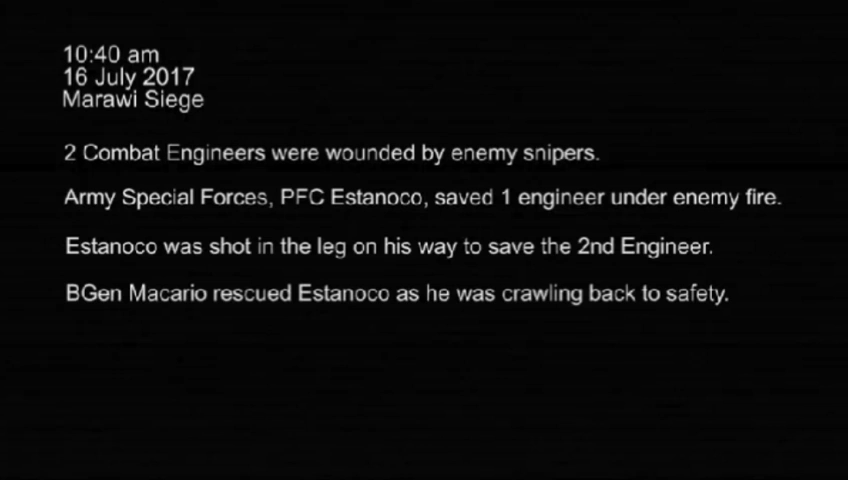 10:40 am
16 July 2017
Marawi Siege
2 Combat Engineers were wounded by enemy snipers.
Army Special Forces, PFC Estanoco, saved 1 engineer under enemy fire.
Estanoco was shot in the leg on his way to save the 2nd Engineer.
BGen Macario rescued Estanoco as he was crawling back to safety.